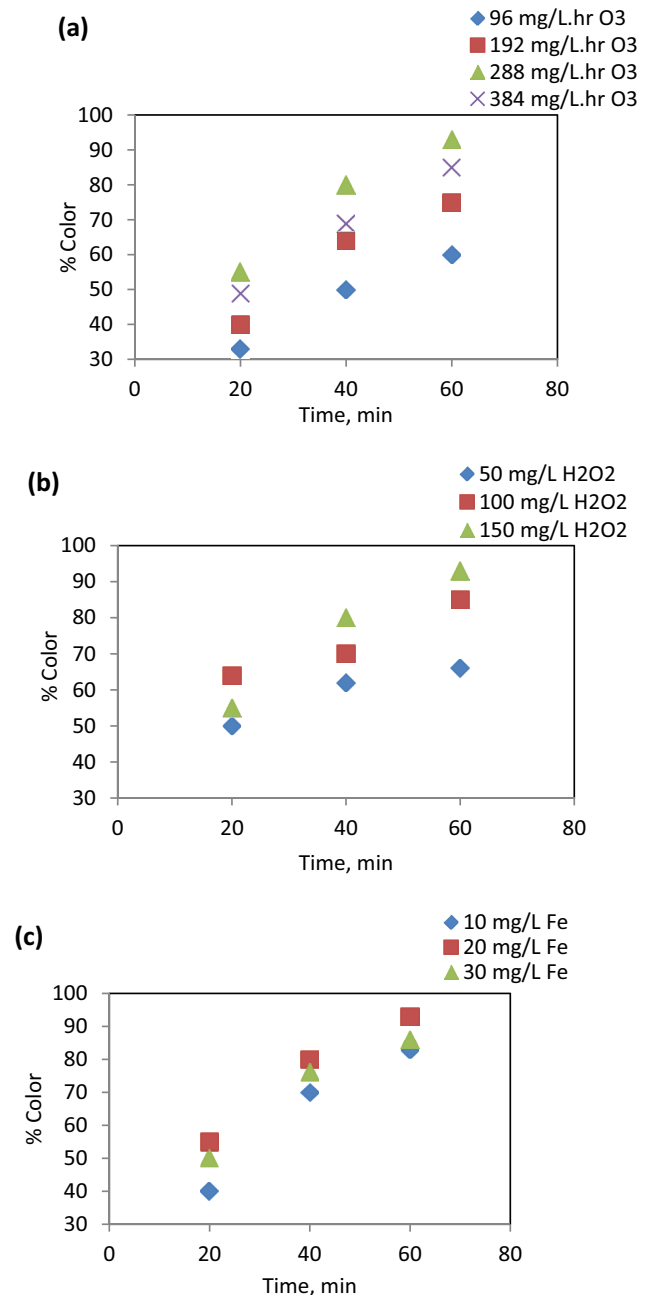 (a)
96 mg/L.hr O3
192 mg/L.hr O3
288 mg/L.hr O3
384 mg/L.hr O3
100
90
80
70
60
50
40
30
% Color
0 20 40 60 80
Time, min
(b)
50 mg/L H2O2
100 mg/L H2O2
150 mg/L H2O2
100
90
80
70
60
50
40
30
% Color
0 20 40 60 80
Time, min
(c)
10 mg/L Fe
20 mg/L Fe
30 mg/L Fe
100
90
80
70
60
50
40
30
% Color
0 20 40 60 80
Time, min